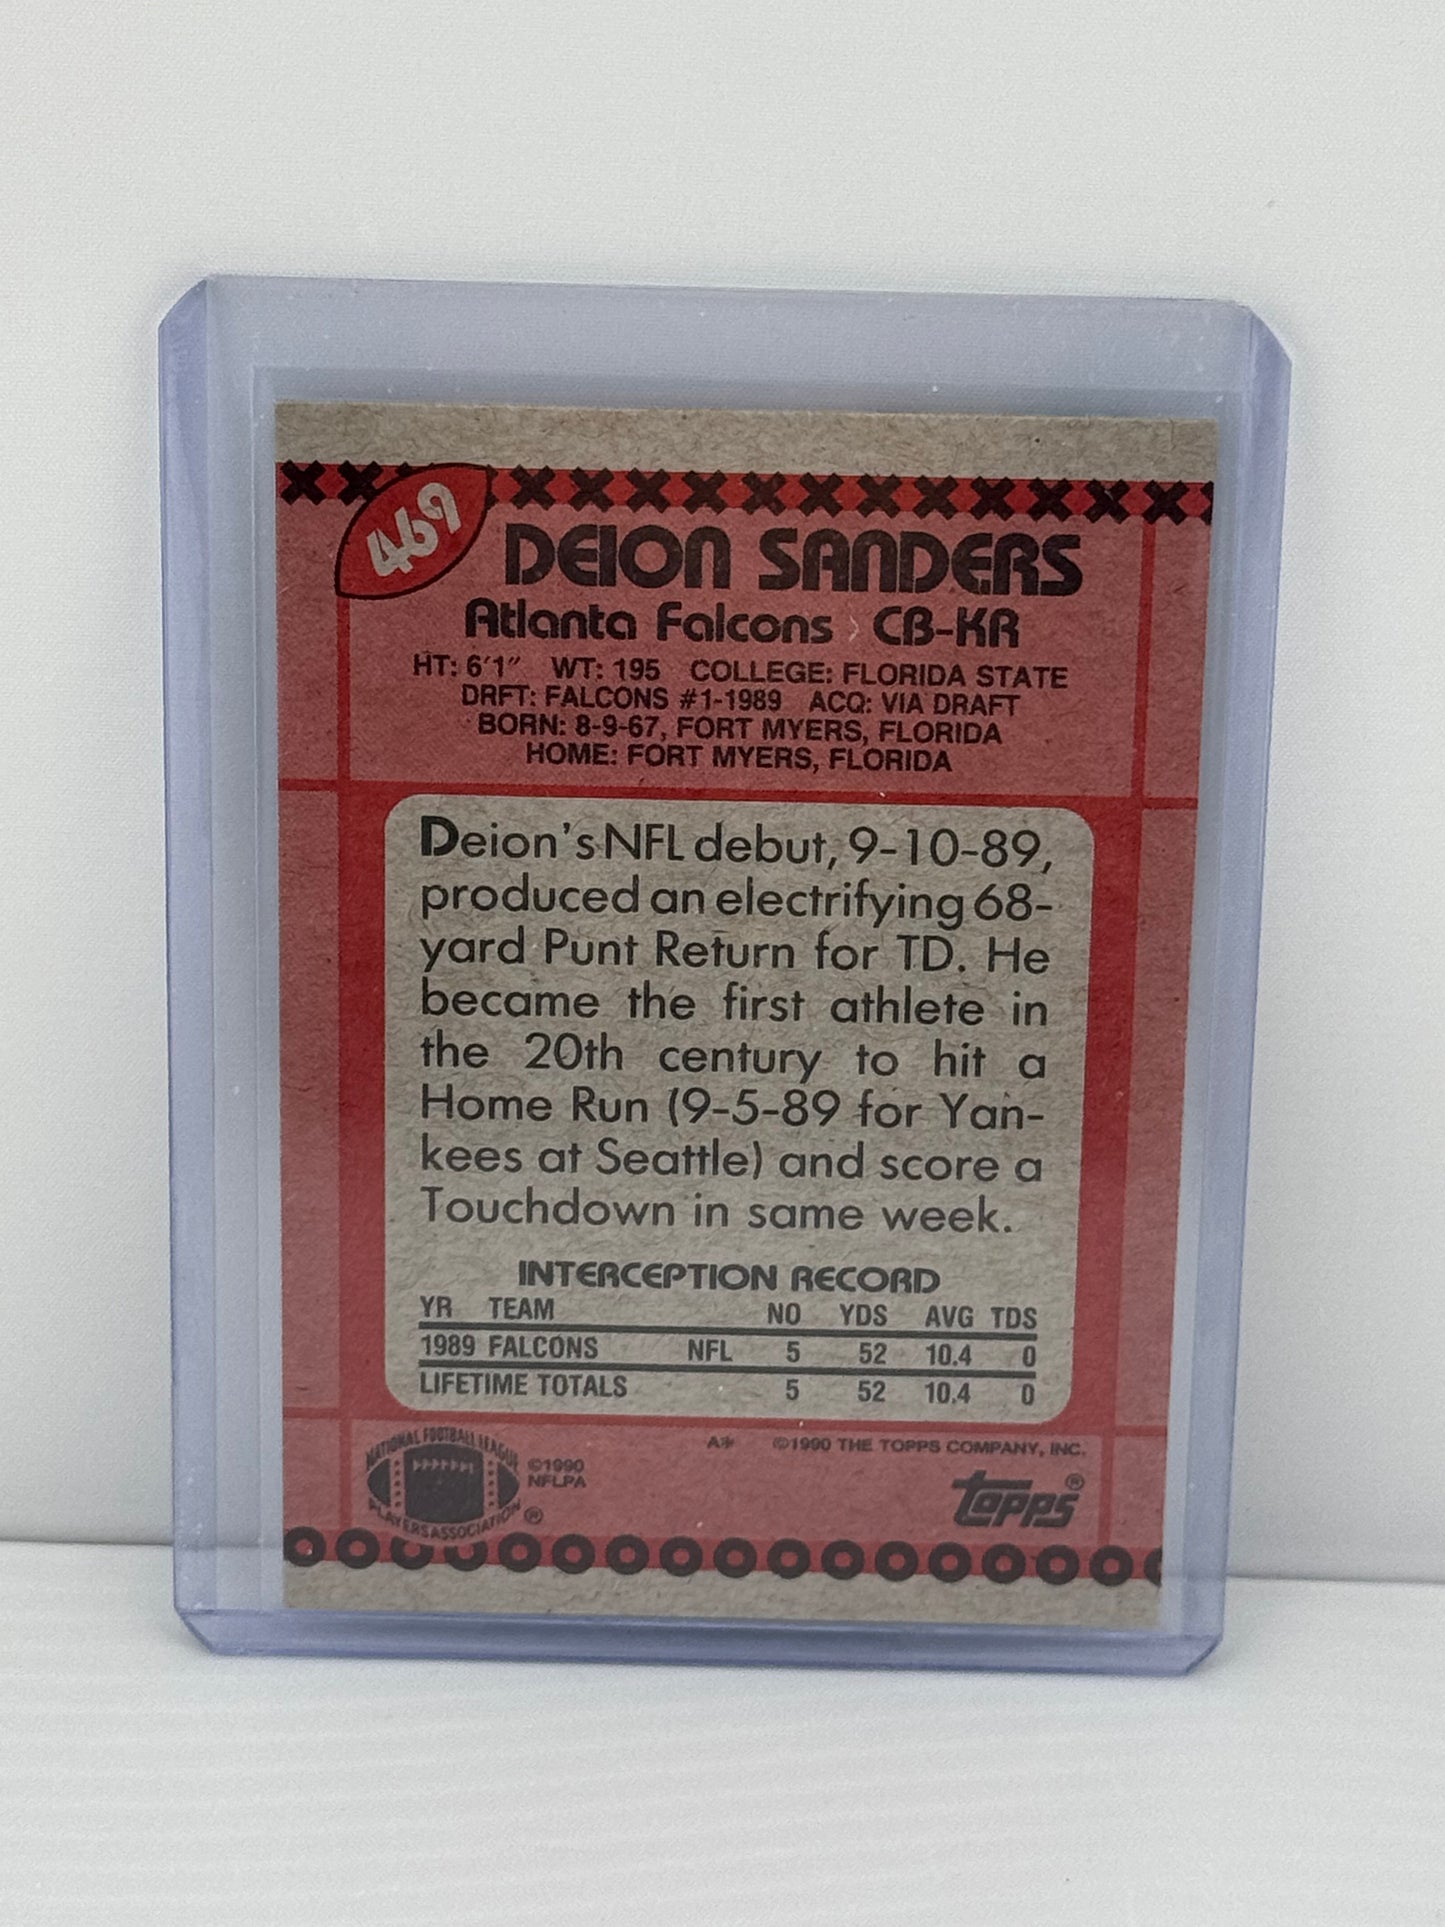 469
DEION SANDERS
Atlanta Falcons CB-KR
HT: 6'1" WT: 195 COLLEGE: FLORIDA STATE
DRFT: FALCONS #1-1989 ACQ: VIA DRAFT
BORN: 8-9-67, FORT MYERS, FLORIDA
HOME: FORT MYERS, FLORIDA
Deion's NFL debut, 9-10-89,
produced an electrifying 68-
yard Punt Return for TD. He
became the first athlete in
the 20th century to hit a
Home Run (9-5-89 for Yan-
kees at Seattle) and score a
Touchdown in same week.
INTERCEPTION RECORD
YR TEAM NO YDS AVG TDS
1989 FALCONS NFL 5 52 10.4 0
LIFETIME TOTALS 5 52 10.4 0
A* ©1990 THE TOPPS COMPANY, INC.
NATIONAL FOOTBALL LEAGUE
PLAYERS ASSOCIATION ®
©1990
NFLPA
topps®